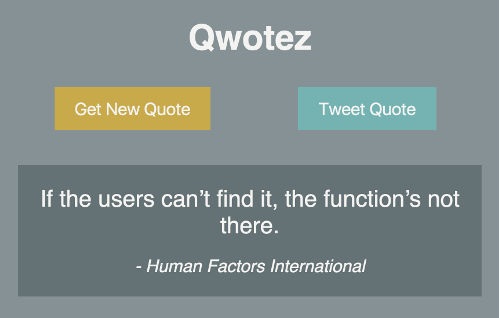 Qwotez
Get New Quote
Tweet Quote
If the users can’t find it, the function’s not
there.
- Human Factors International